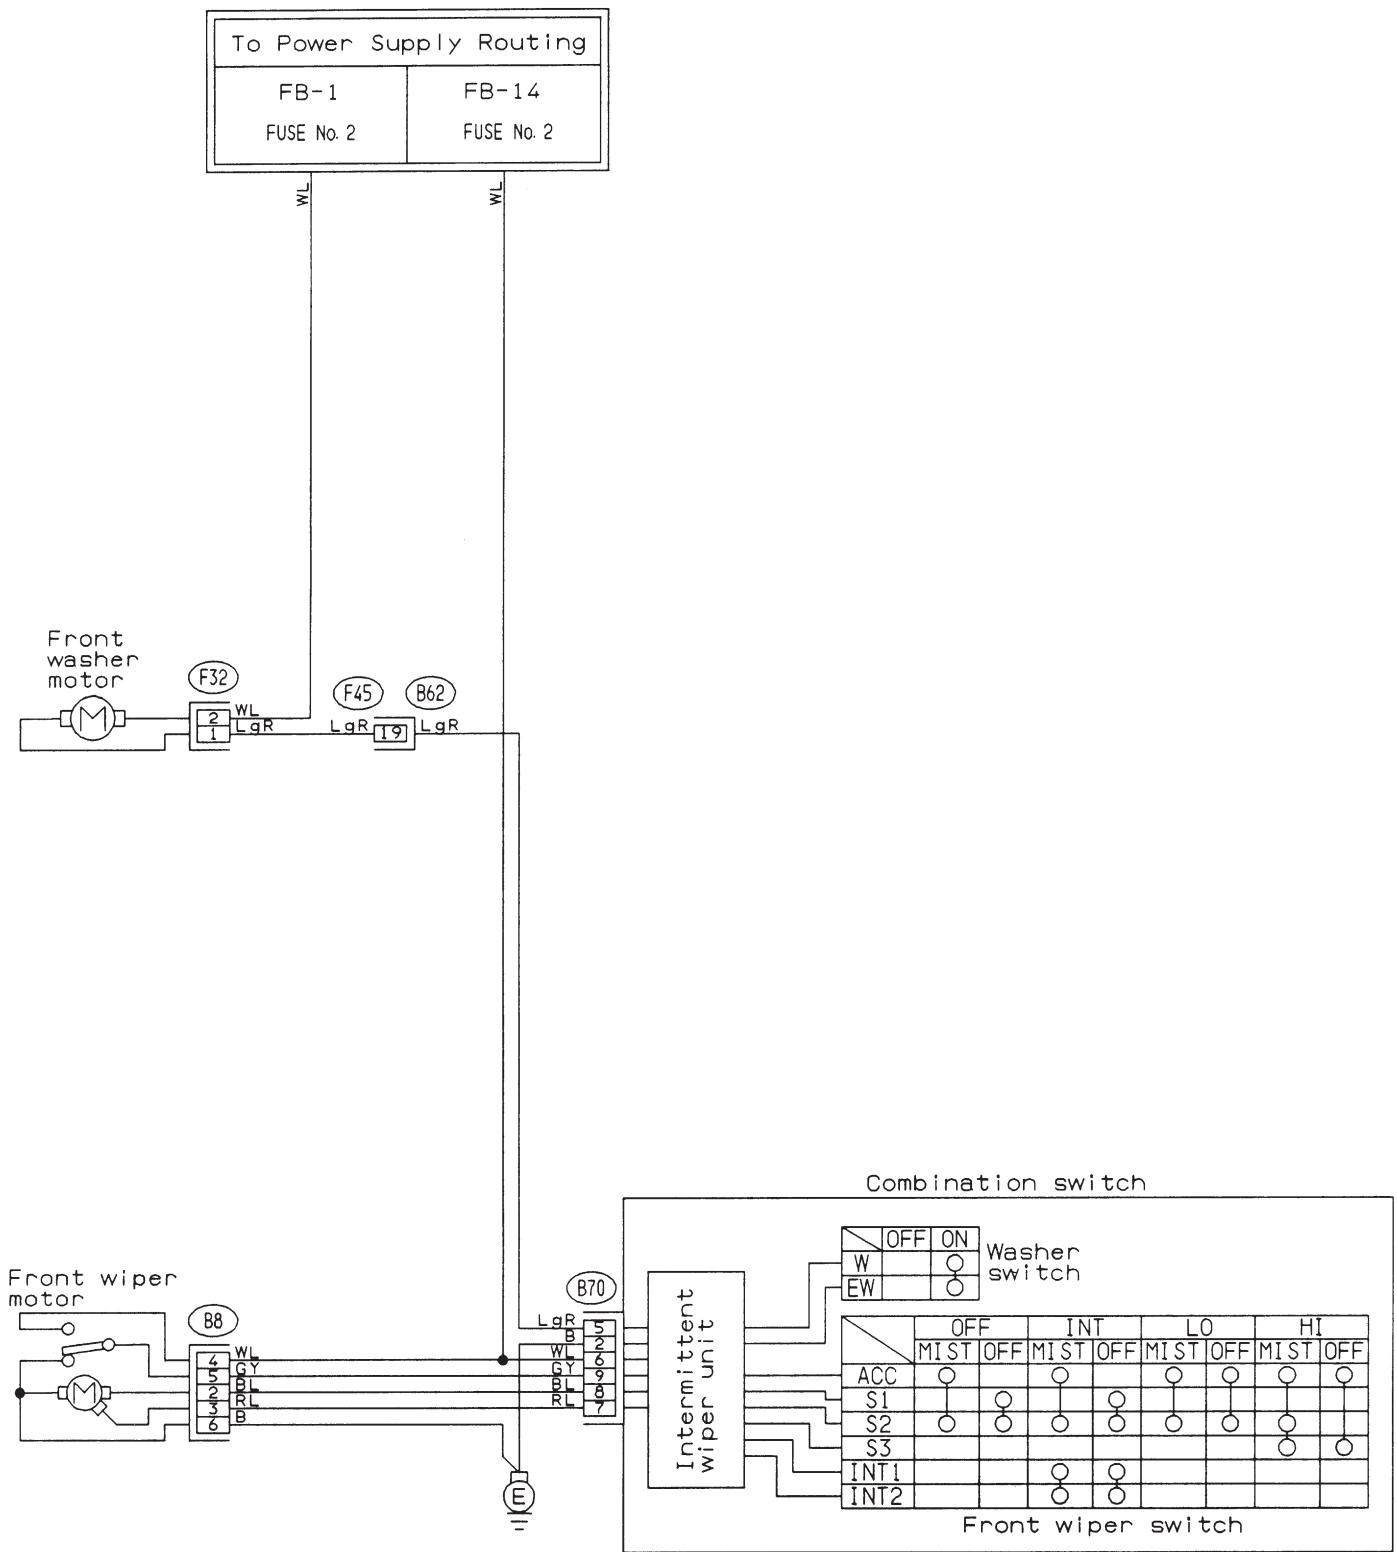 To Power Supply Routing
FB-1
FUSE No. 2
FB-14
FUSE No. 2
WL
WL
Front
washer
motor
M
F32
2
1
WL
LgR
F45
B62
LgR
I9
LgR
Combination switch
OFF ON
W
EW
Washer
switch
Front wiper
motor
M
B8
4
5
2
3
6
WL
GY
BL
RL
B
B70
LgR
B
WL
GY
BL
RL
5
2
6
9
8
7
E
Intermittent
wiper unit
OFF INT LO HI
MIST OFF MIST OFF MIST OFF MIST OFF
ACC
S1
S2
S3
INT1
INT2
Front wiper switch